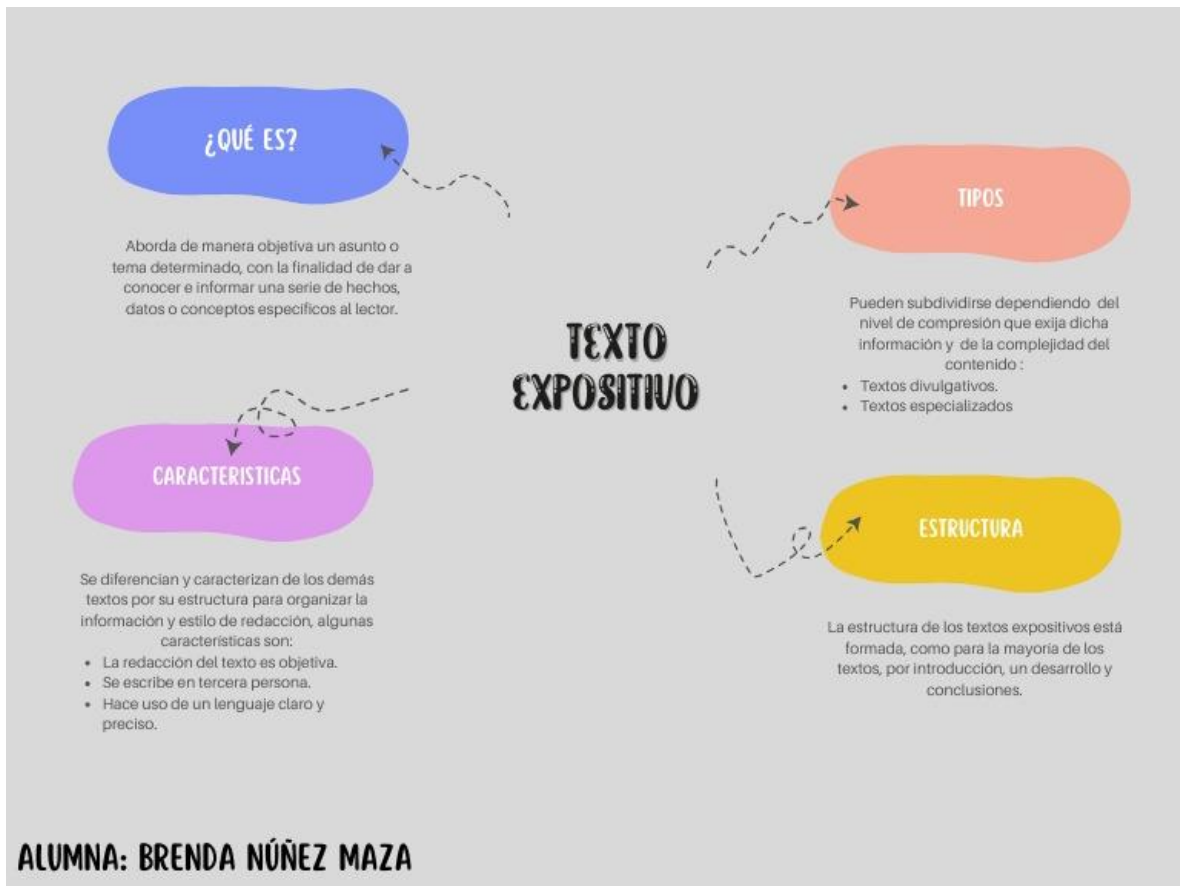 ¿QUÉ ES?
Aborda de manera objetiva un asunto o
tema determinado, con la finalidad de dar a
conocer e informar una serie de hechos,
datos o conceptos específicos al lector.
TEXTO
EXPOSITIVO
CARACTERISTICAS
Se diferencian y caracterizan de los demás
textos por su estructura para organizar la
información y estilo de redacción, algunas
características son:
• La redacción del texto es objetiva.
• Se escribe en tercera persona.
• Hace uso de un lenguaje claro y
preciso.
TIPOS
Pueden subdividirse dependiendo del
nivel de compresión que exija dicha
información y de la complejidad del
contenido :
• Textos divulgativos.
• Textos especializados
ESTRUCTURA
La estructura de los textos expositivos está
formada, como para la mayoría de los
textos, por introducción, un desarrollo y
conclusiones.
ALUMNA: BRENDA NÚÑEZ MAZA